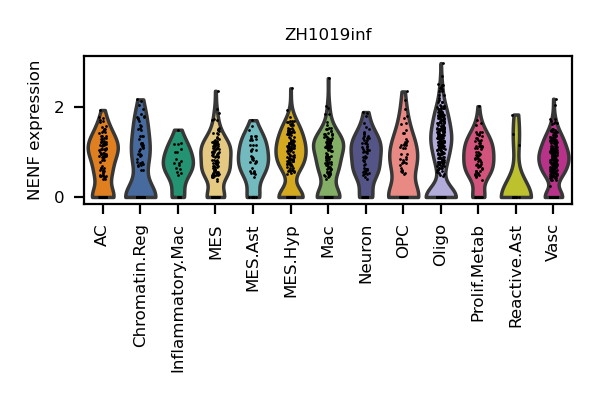 ZH1019inf
NENF expression
2
0
AC
Chromatin.Reg
Inflammatory.Mac
MES
MES.Ast
MES.Hyp
Mac
Neuron
OPC
Oligo
Prolif.Metab
Reactive.Ast
Vasc